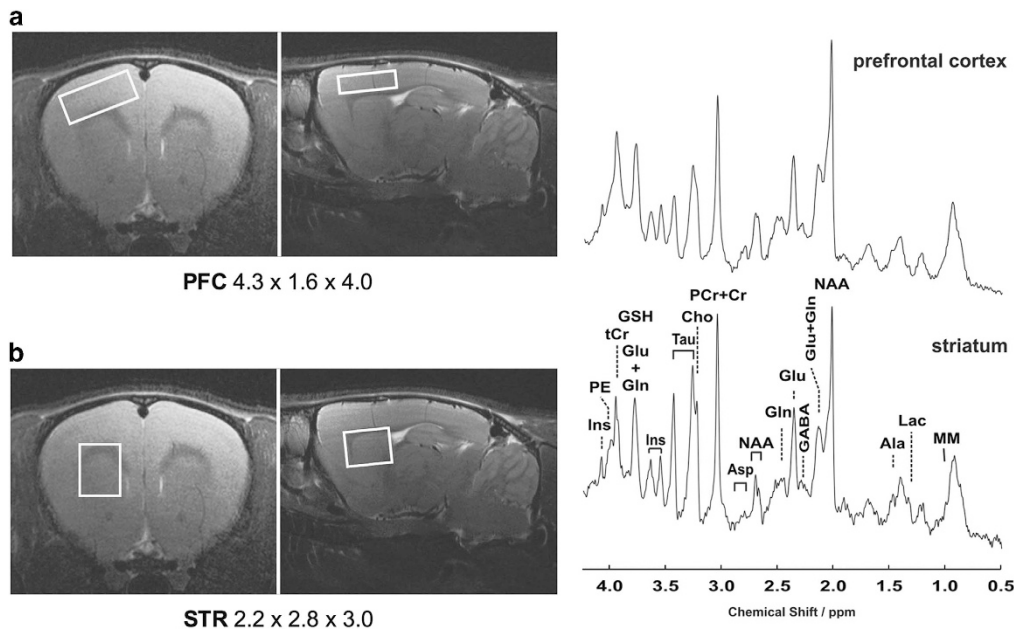 a
prefrontal cortex
PFC 4.3 x 1.6 x 4.0
b
striatum
Ins
PE
tCr
GSH
Glu
+
Gln
Ins
Tau
Cho
PCr+Cr
Asp
NAA
Gln
Glu
GABA
Glu+Gln
NAA
Ala
Lac
MM
STR 2.2 x 2.8 x 3.0
4.0 3.5 3.0 2.5 2.0 1.5 1.0 0.5
Chemical Shift / ppm